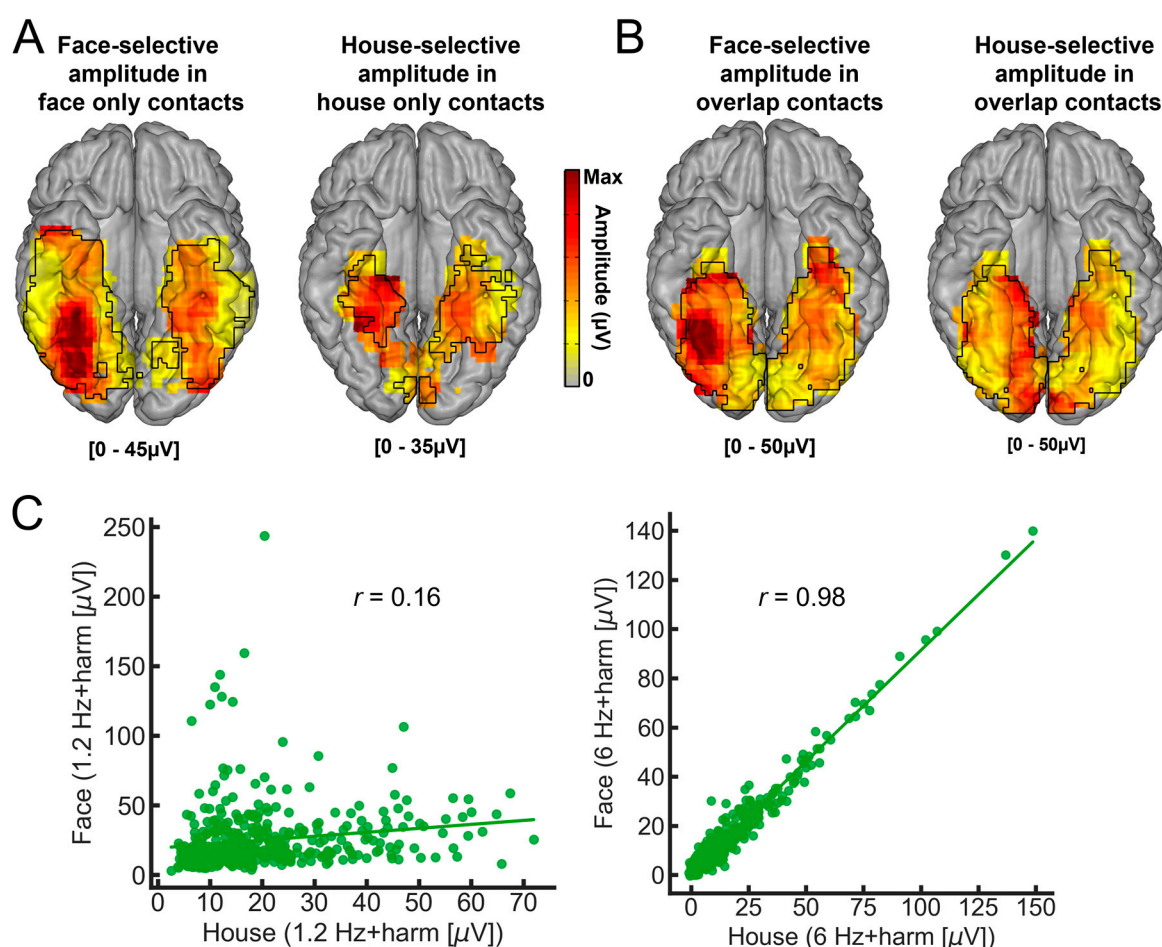 A
Face-selective
amplitude in
face only contacts
House-selective
amplitude in
house only contacts
Max
Amplitude (µV)
0
[0 - 45µV]
[0 - 35µV]
B
Face-selective
amplitude in
overlap contacts
House-selective
amplitude in
overlap contacts
[0 - 50µV]
[0 - 50µV]
C
Face (1.2 Hz+harm [µV])
250
200
150
100
50
0
r = 0.16
0 10 20 30 40 50 60 70
House (1.2 Hz+harm [µV])
Face (6 Hz+harm [µV])
140
120
100
80
60
40
20
0
r = 0.98
0 25 50 75 100 125 150
House (6 Hz+harm [µV])